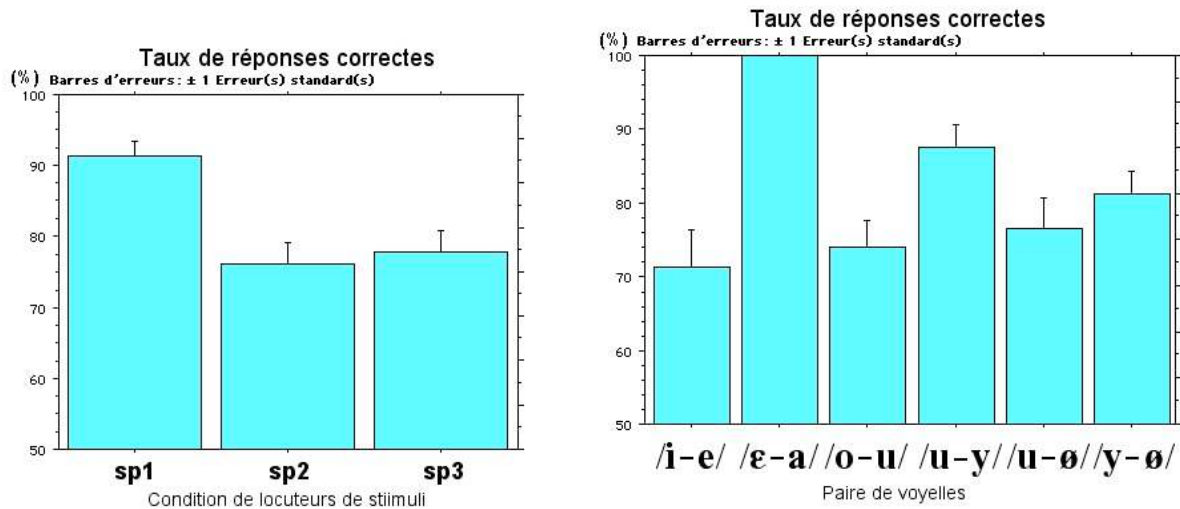 Taux de réponses correctes
(%) Barres d'erreurs: ± 1 Erreur(s) standard(s)
100
90
80
70
60
50
sp1 sp2 sp3
Condition de locuteurs de stiimuli
Taux de réponses correctes
(%) Barres d'erreurs: ± 1 Erreur(s) standard(s)
100
90
80
70
60
50
/i-e/ /ε-a/ /o-u/ /u-y/ /u-ø/ /y-ø/
Paire de voyelles